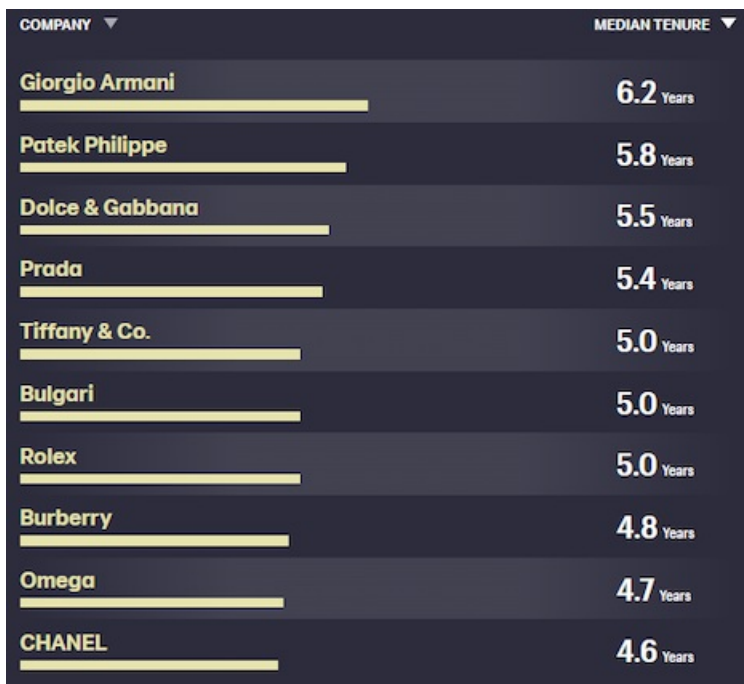 COMPANY ▼ MEDIAN TENURE ▼
Giorgio Armani 6.2 Years
Patek Philippe 5.8 Years
Dolce & Gabbana 5.5 Years
Prada 5.4 Years
Tiffany & Co. 5.0 Years
Bulgari 5.0 Years
Rolex 5.0 Years
Burberry 4.8 Years
Omega 4.7 Years
CHANEL 4.6 Years